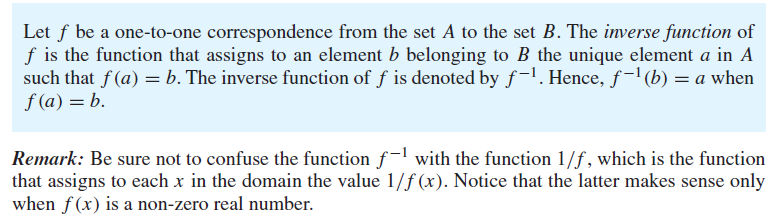 Let f be a one-to-one correspondence from the set A to the set B. The inverse function of
f is the function that assigns to an element b belonging to B the unique element a in A
such that f(a) = b. The inverse function of f is denoted by f⁻¹. Hence, f⁻¹(b) = a when
f(a) = b.
Remark: Be sure not to confuse the function f⁻¹ with the function 1/f, which is the function
that assigns to each x in the domain the value 1/f(x). Notice that the latter makes sense only
when f(x) is a non-zero real number.